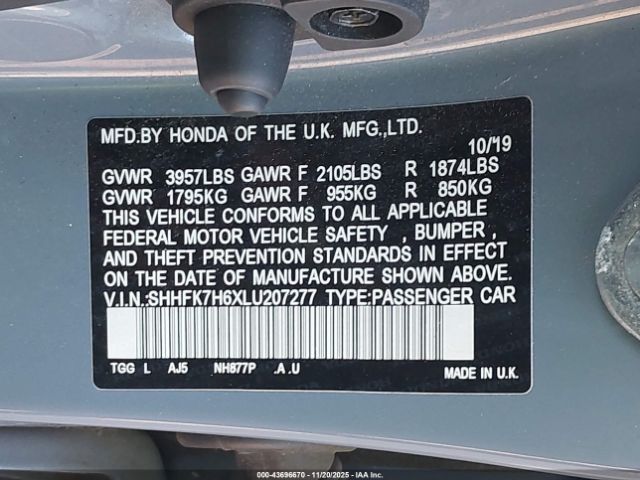 MFD.BY HONDA OF THE U.K. MFG.,LTD.
10/'19
GVWR 3957LBS GAWR F 2105LBS R 1874LBS
GVWR 1795KG GAWR F 955KG R 850KG
THIS VEHICLE CONFORMS TO ALL APPLICABLE
FEDERAL MOTOR VEHICLE SAFETY , BUMPER ,
AND THEFT PREVENTION STANDARDS IN EFFECT
ON THE DATE OF MANUFACTURE SHOWN ABOVE.
V.I.N.:SHHFK7H6XLU207277 TYPE:PASSENGER CAR
TGG L AJ5 NH877P .A .U
MADE IN U.K.
000-43696670 - 11/20/2025 - IAAI.COM